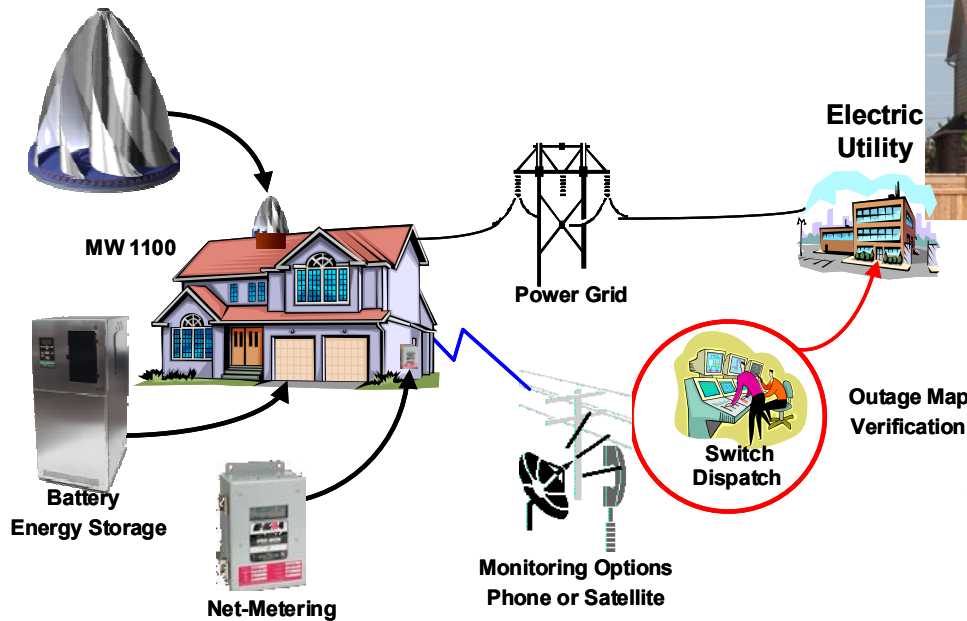 Electric
Utility
MW 1100
Power Grid
Outage Map
Verification
Switch
Dispatch
Battery
Energy Storage
Monitoring Options
Phone or Satellite
Net-Metering